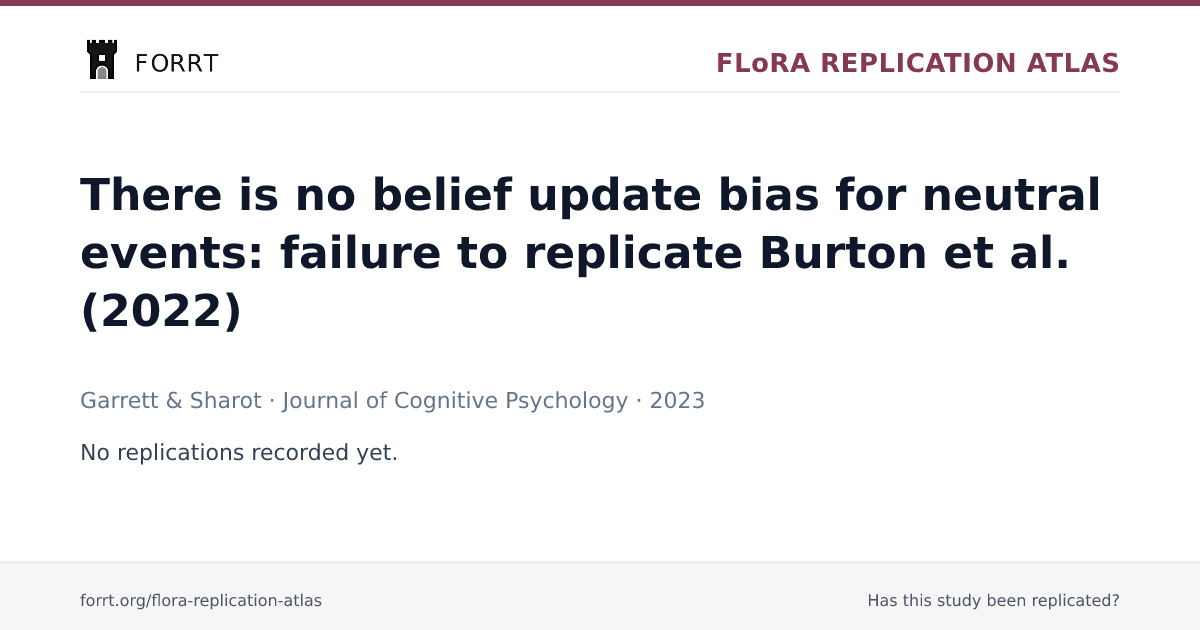 FORRT
FLoRA REPLICATION ATLAS
There is no belief update bias for neutral
events: failure to replicate Burton et al.
(2022)
Garrett & Sharot · Journal of Cognitive Psychology · 2023
No replications recorded yet.
forrt.org/flora-replication-atlas
Has this study been replicated?